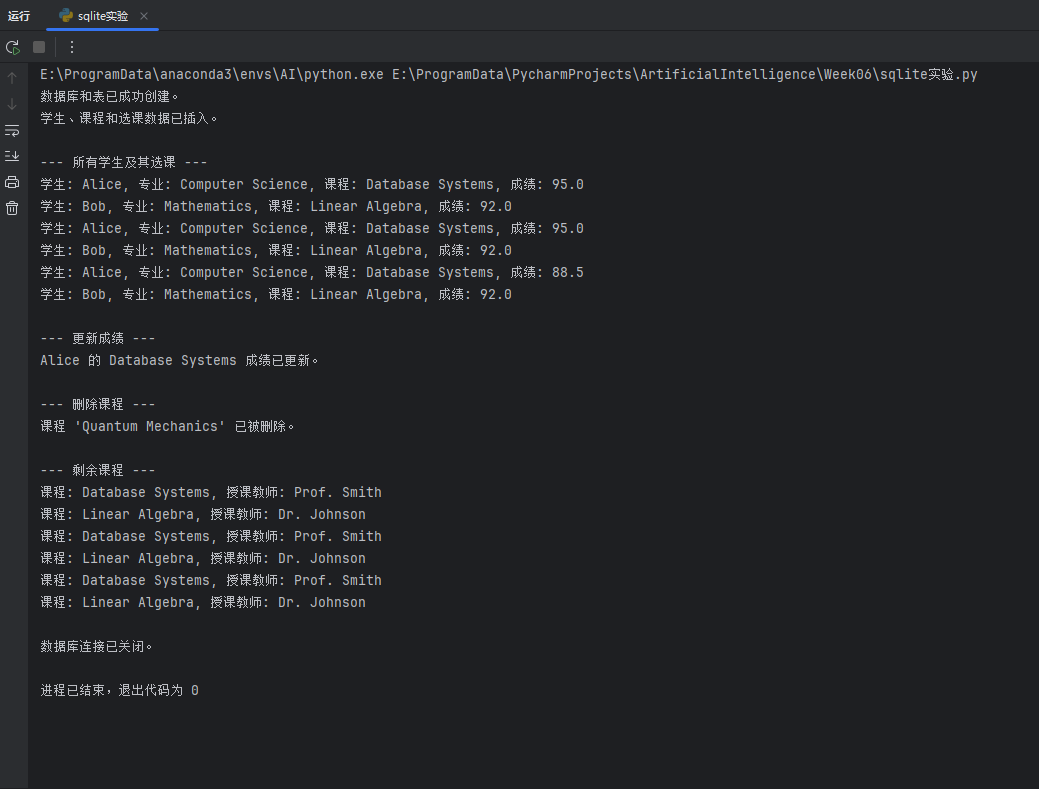 运行
sqlite实验
E:\ProgramData\anaconda3\envs\AI\python.exe E:\ProgramData\PycharmProjects\ArtificialIntelligence\Week06\sqlite实验.py
数据库和表已成功创建。
学生、课程和选课数据已插入。
--- 所有学生及其选课 ---
学生: Alice, 专业: Computer Science, 课程: Database Systems, 成绩: 95.0
学生: Bob, 专业: Mathematics, 课程: Linear Algebra, 成绩: 92.0
学生: Alice, 专业: Computer Science, 课程: Database Systems, 成绩: 95.0
学生: Bob, 专业: Mathematics, 课程: Linear Algebra, 成绩: 92.0
学生: Alice, 专业: Computer Science, 课程: Database Systems, 成绩: 88.5
学生: Bob, 专业: Mathematics, 课程: Linear Algebra, 成绩: 92.0
--- 更新成绩 ---
Alice 的 Database Systems 成绩已更新。
--- 删除课程 ---
课程 'Quantum Mechanics' 已被删除。
--- 剩余课程 ---
课程: Database Systems, 授课教师: Prof. Smith
课程: Linear Algebra, 授课教师: Dr. Johnson
课程: Database Systems, 授课教师: Prof. Smith
课程: Linear Algebra, 授课教师: Dr. Johnson
课程: Database Systems, 授课教师: Prof. Smith
课程: Linear Algebra, 授课教师: Dr. Johnson
数据库连接已关闭。
进程已结束，退出代码为 0